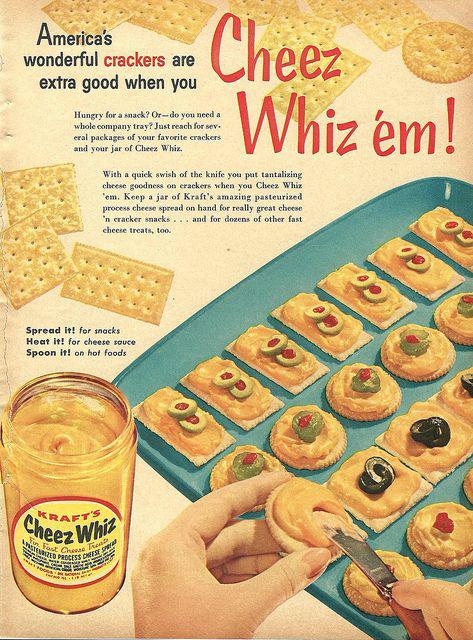 America's
wonderful crackers are
extra good when you
Cheez
Whiz 'em!
Hungry for a snack? Or—do you need a
whole company tray? Just reach for sev-
eral packages of your favorite crackers
and your jar of Cheez Whiz.
With a quick swish of the knife you put tantalizing
cheese goodness on crackers when you Cheez Whiz
'em. Keep a jar of Kraft's amazing pasteurized
process cheese spread on hand for really great cheese
'n cracker snacks . . . and for dozens of other fast
cheese treats, too.
Spread it! for snacks
Heat it! for cheese sauce
Spoon it! on hot foods
KRAFT'S
Cheez Whiz
For Fast Cheese Treats
A PASTEURIZED PROCESS CHEESE SPREAD